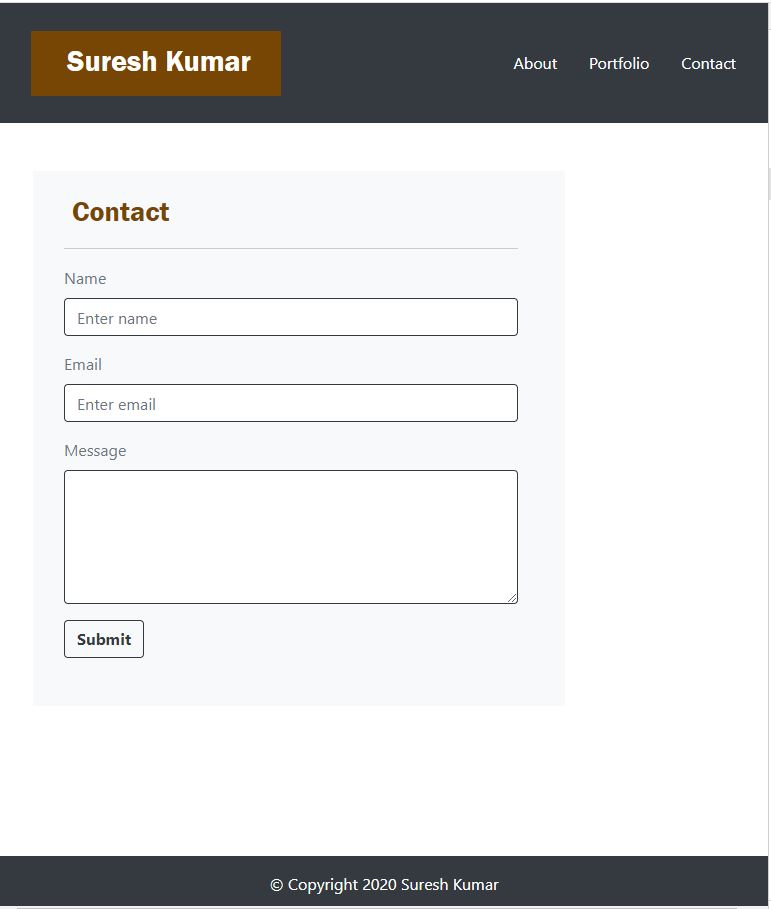 Suresh Kumar
About Portfolio Contact
Contact
Name
Enter name
Email
Enter email
Message
Submit
© Copyright 2020 Suresh Kumar